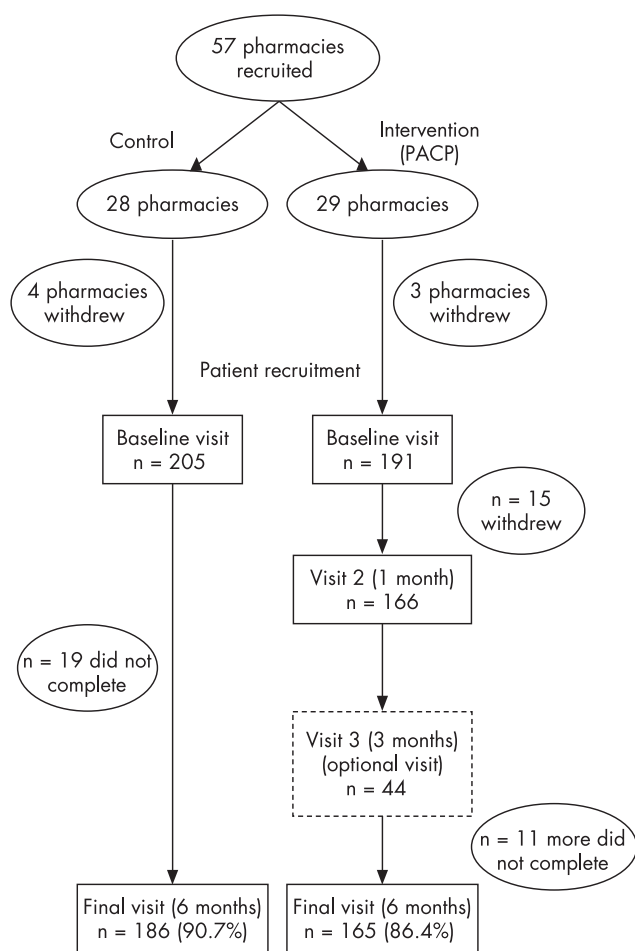 57 pharmacies
recruited
Control
Intervention
(PACP)
28 pharmacies
29 pharmacies
4 pharmacies
withdrew
3 pharmacies
withdrew
Patient recruitment
Baseline visit
n = 205
Baseline visit
n = 191
n = 15
withdrew
Visit 2 (1 month)
n = 166
n = 19 did not
complete
Visit 3 (3 months)
(optional visit)
n = 44
n = 11 more did
not complete
Final visit (6 months)
n = 186 (90.7%)
Final visit (6 months)
n = 165 (86.4%)